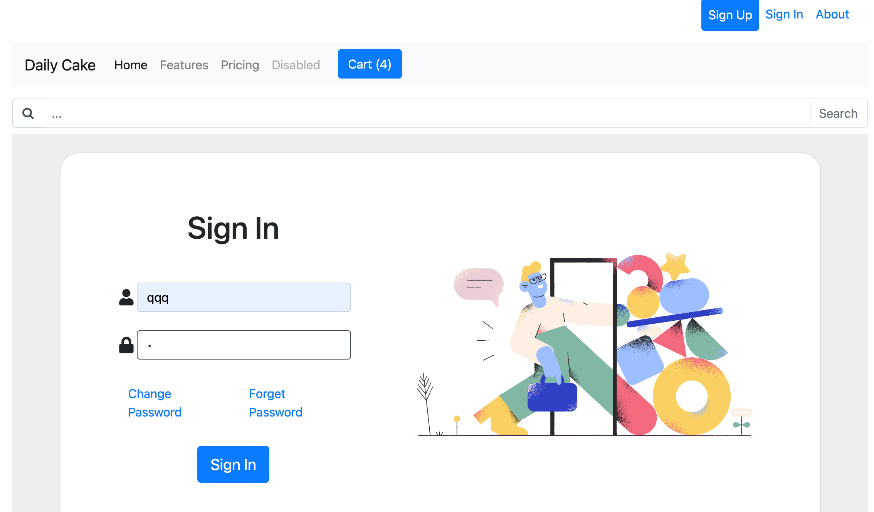 Sign Up Sign In About
Daily Cake Home Features Pricing Disabled Cart (4)
... Search
Sign In
qqq
Change Password
Forget Password
Sign In